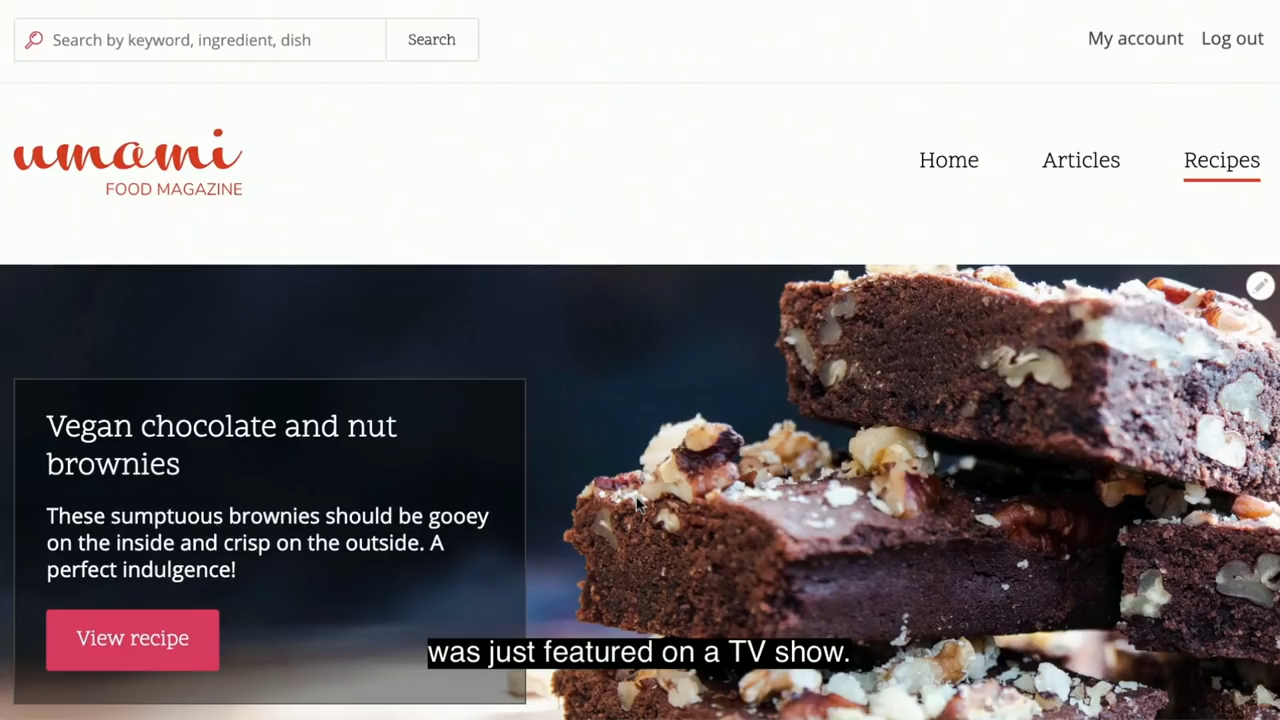 Search by keyword, ingredient, dish
Search
My account
Log out
umami
FOOD MAGAZINE
Home
Articles
Recipes
Vegan chocolate and nut
brownies
These sumptuous brownies should be gooey
on the inside and crisp on the outside. A
perfect indulgence!
View recipe
was just featured on a TV show.